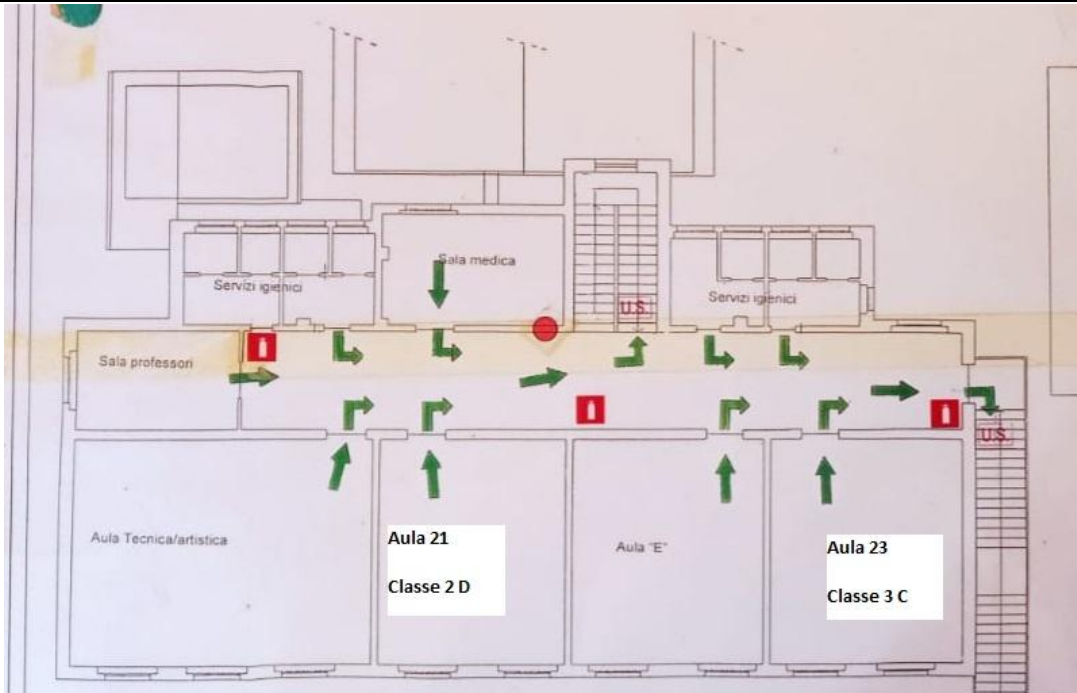 Sala medica
Servizi igienici
U.S.
Servizi igienici
Sala professori
U.S.
Aula Tecnica/artistica
Aula 21
Classe 2 D
Aula "E"
Aula 23
Classe 3 C